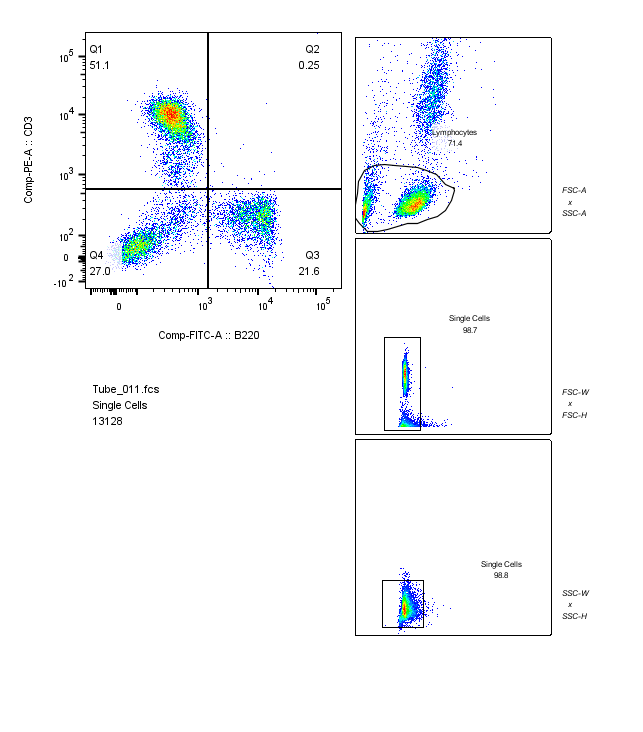 Q1
51.1
Q2
0.25
Q4
27.0
Q3
21.6
10^5
10^4
10^3
10^2
0
-10^2
0
10^3
10^4
10^5
Comp-PE-A :: CD3
Comp-FITC-A :: B220
Tube_011.fcs
Single Cells
13128
Lymphocytes
71.4
FSC-A
x
SSC-A
Single Cells
98.7
FSC-W
x
FSC-H
Single Cells
98.8
SSC-W
x
SSC-H